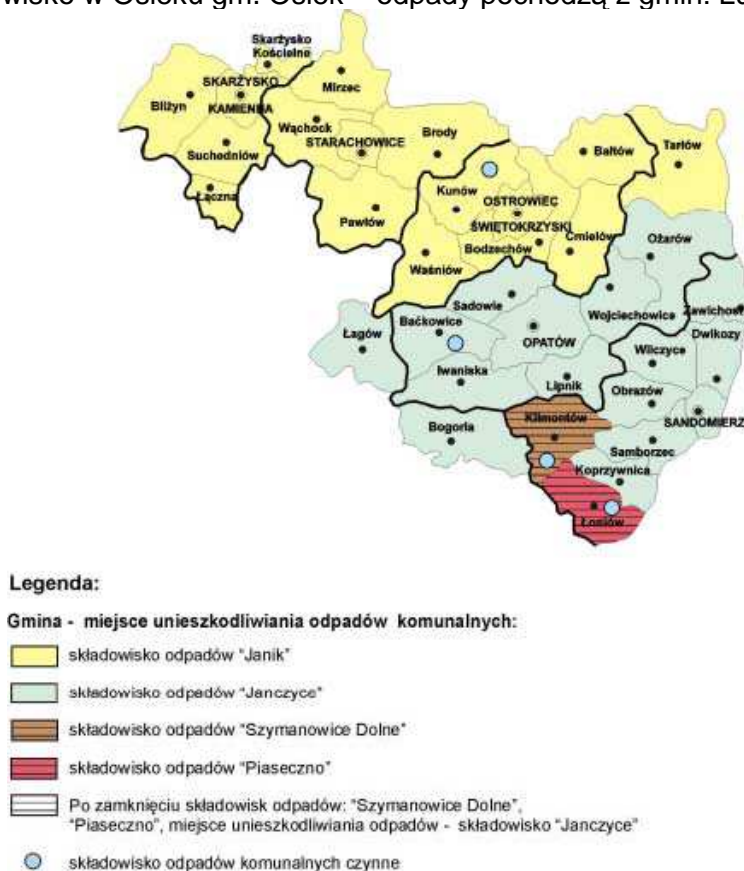 wisko w Osieku gm. Osiek – odpady pochodzą z gmin:
Skarżysko
Kościelne
SKARŻYSKO
KAMIENNA
Bliżyn
Mirzec
Wąchock
STARACHOWICE
Brody
Suchedniów
Łączna
Pawłów
Kunów
Bałtów
Tarłów
OSTROWIEC
ŚWIĘTOKRZYSKI
Bodzechów
Ćmielów
Waśniów
Ożarów
Sadowie
Wojciechowice
Zawichost
Dwikozy
Łagów
Baćkowice
OPATÓW
Wilczyce
Iwaniska
Lipnik
Obrazów
SANDOMIERZ
Bogoria
Klimontów
Samborzec
Koprzywnica
Łoniów
Legenda:
Gmina - miejsce unieszkodliwiania odpadów komunalnych:
składowisko odpadów "Janik"
składowisko odpadów "Janczyce"
składowisko odpadów "Szymanowice Dolne"
składowisko odpadów "Piaseczno"
Po zamknięciu składowisk odpadów: "Szymanowice Dolne",
"Piaseczno", miejsce unieszkodliwiania odpadów - składowisko "Janczyce"
składowisko odpadów komunalnych czynne